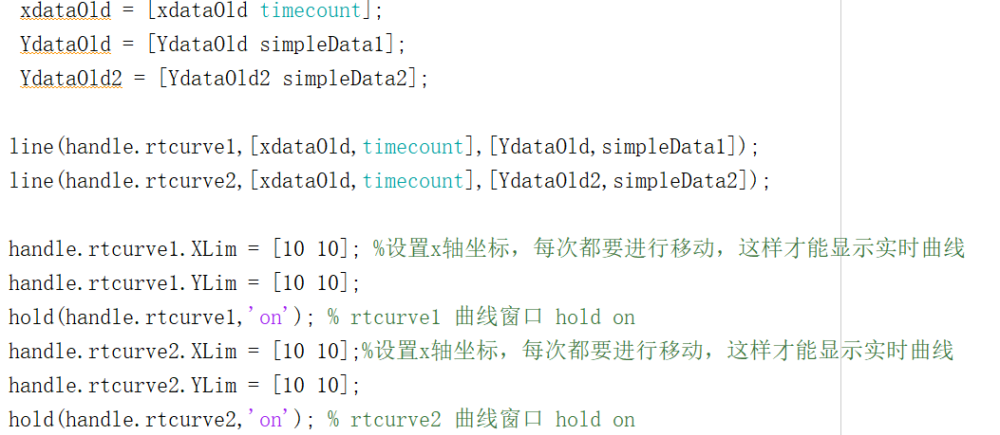 xdataOld = [xdataOld timecount];
YdataOld = [YdataOld simpleData1];
YdataOld2 = [YdataOld2 simpleData2];
line(handle.rtcurve1,[xdataOld,timecount],[YdataOld,simpleData1]);
line(handle.rtcurve2,[xdataOld,timecount],[YdataOld2,simpleData2]);
handle.rtcurve1.XLim = [10 10]; %设置x轴坐标，每次都要进行移动，这样才能显示实时曲线
handle.rtcurve1.YLim = [10 10];
hold(handle.rtcurve1,'on'); % rtcurve1 曲线窗口 hold on
handle.rtcurve2.XLim = [10 10];%设置x轴坐标，每次都要进行移动，这样才能显示实时曲线
handle.rtcurve2.YLim = [10 10];
hold(handle.rtcurve2,'on'); % rtcurve2 曲线窗口 hold on